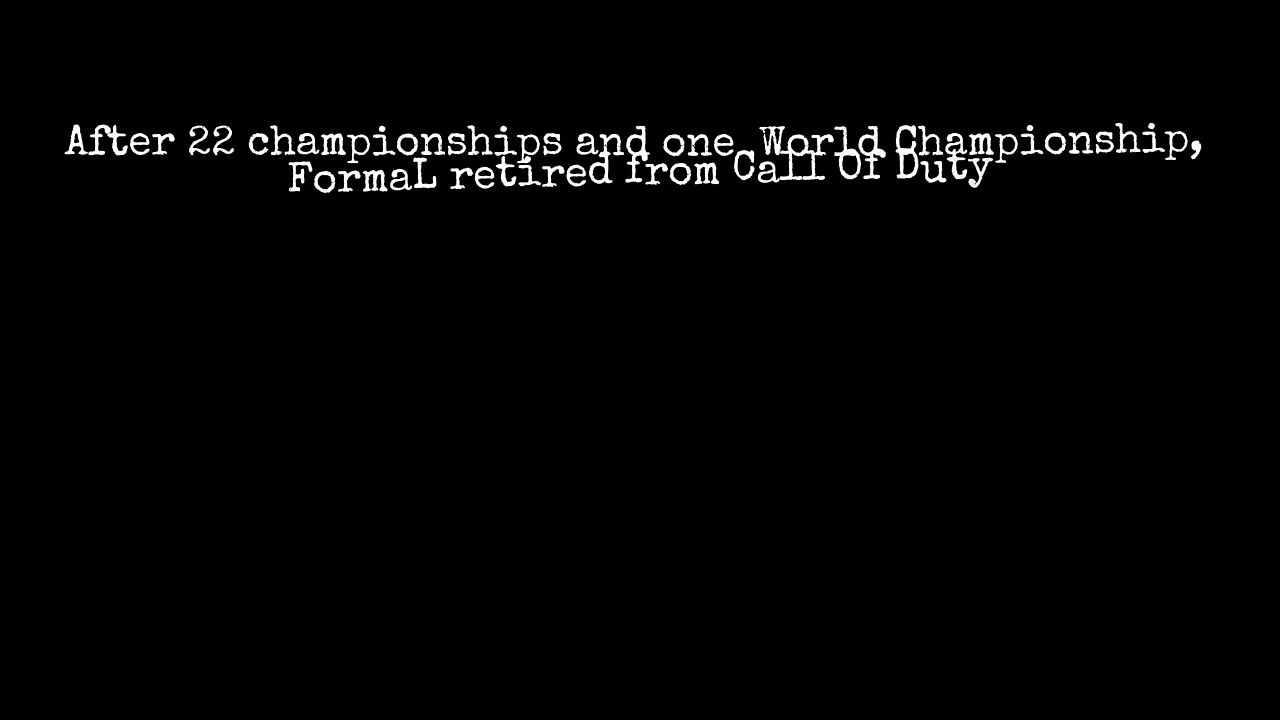 After 22 championships and one World Championship,
FormaL retired from Call Of Duty